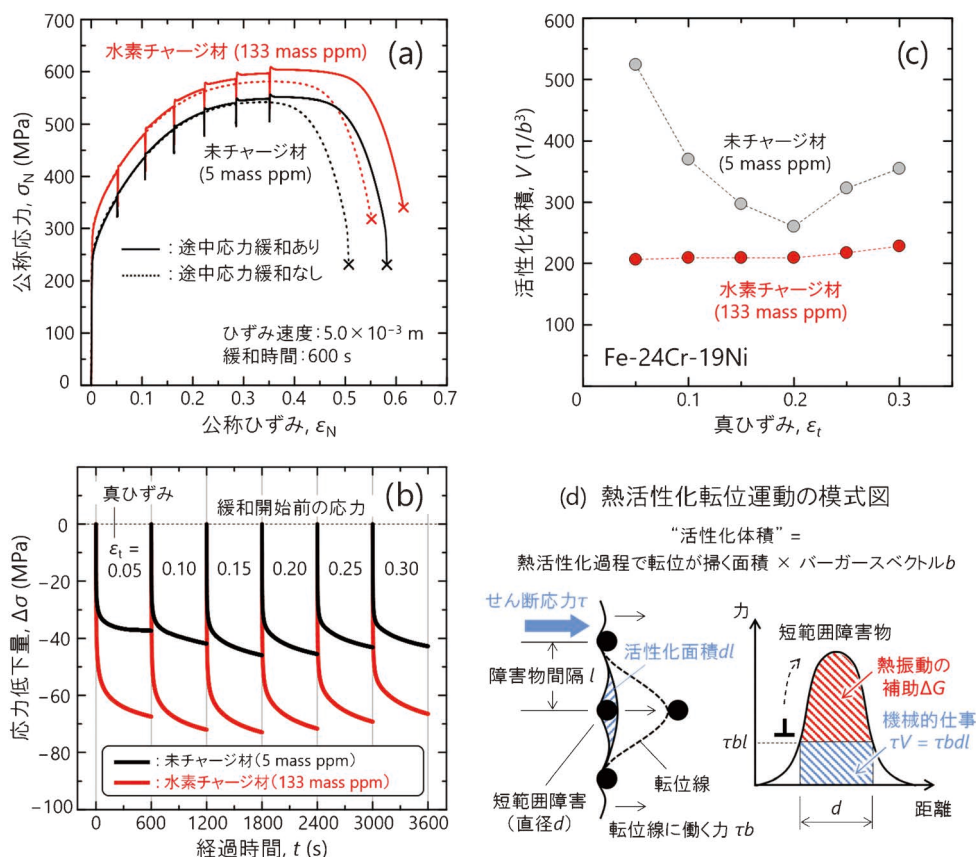 (a)
700
600
500
400
300
200
100
0
公称応力, σN (MPa)
水素チャージ材 (133 mass ppm)
未チャージ材
(5 mass ppm)
: 途中応力緩和あり
: 途中応力緩和なし
ひずみ速度:5.0×10⁻³ m
緩和時間:600 s
0 0.1 0.2 0.3 0.4 0.5 0.6 0.7
公称ひずみ, εN
(c)
600
500
400
300
200
100
活性化体積, V (1/b³)
未チャージ材
(5 mass ppm)
水素チャージ材
(133 mass ppm)
Fe-24Cr-19Ni
0 0.1 0.2 0.3
真ひずみ, εt
(b)
0
−20
−40
−60
−80
−100
応力低下量, Δσ (MPa)
真ひずみ
緩和開始前の応力
εt =
0.05 0.10 0.15 0.20 0.25 0.30
: 未チャージ材(5 mass ppm)
: 水素チャージ材(133 mass ppm)
0 600 1200 1800 2400 3000 3600
経過時間, t (s)
(d) 熱活性化転位運動の模式図
“活性化体積” =
熱活性化過程で転位が掃く面積 × バーガースベクトルb
せん断応力τ
障害物間隔 l
活性化面積dl
短範囲障害
(直径d)
転位線
転位線に働く力 τb
力
短範囲障害物
熱振動の
補助ΔG
機械的仕事
τV = τbdl
τbl
d
距離